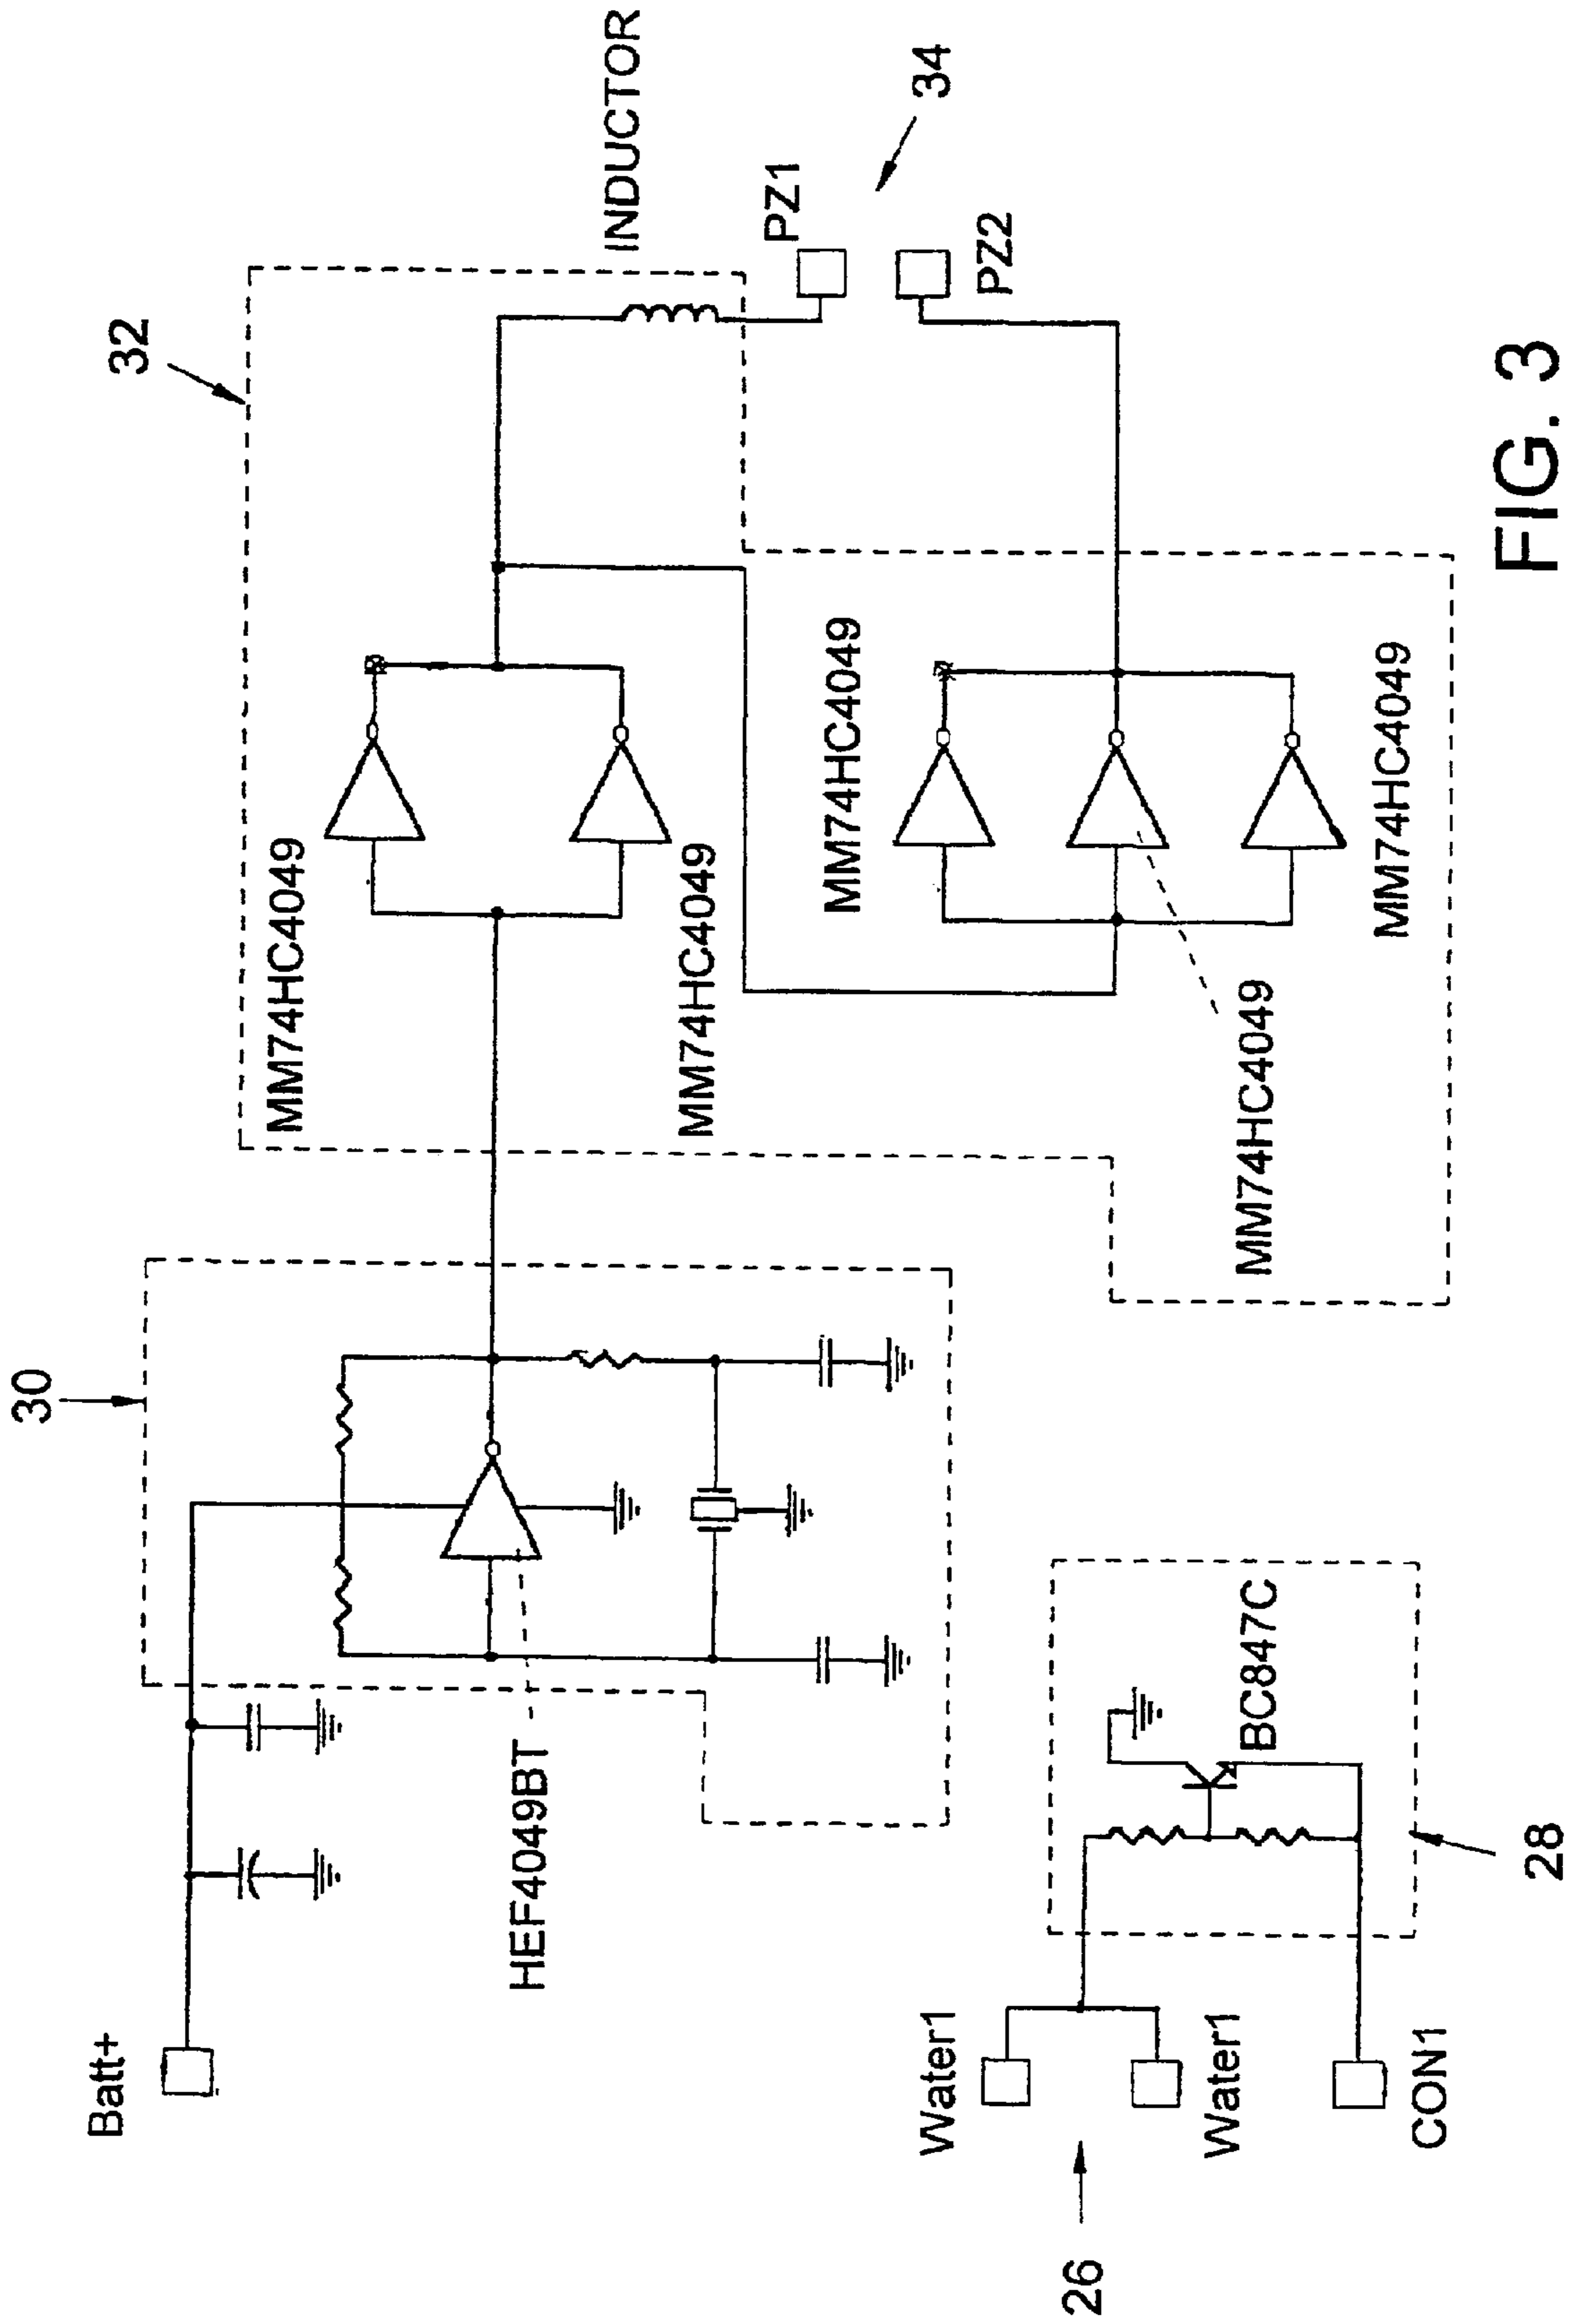 Batt+
30
HEF4049BT
32
MM74HC4049
MM74HC4049
INDUCTOR
PZ1
34
PZ2
MM74HC4049
MM74HC4049
MM74HC4049
26
Water1
Water1
CON1
BC847C
28
FIG. 3